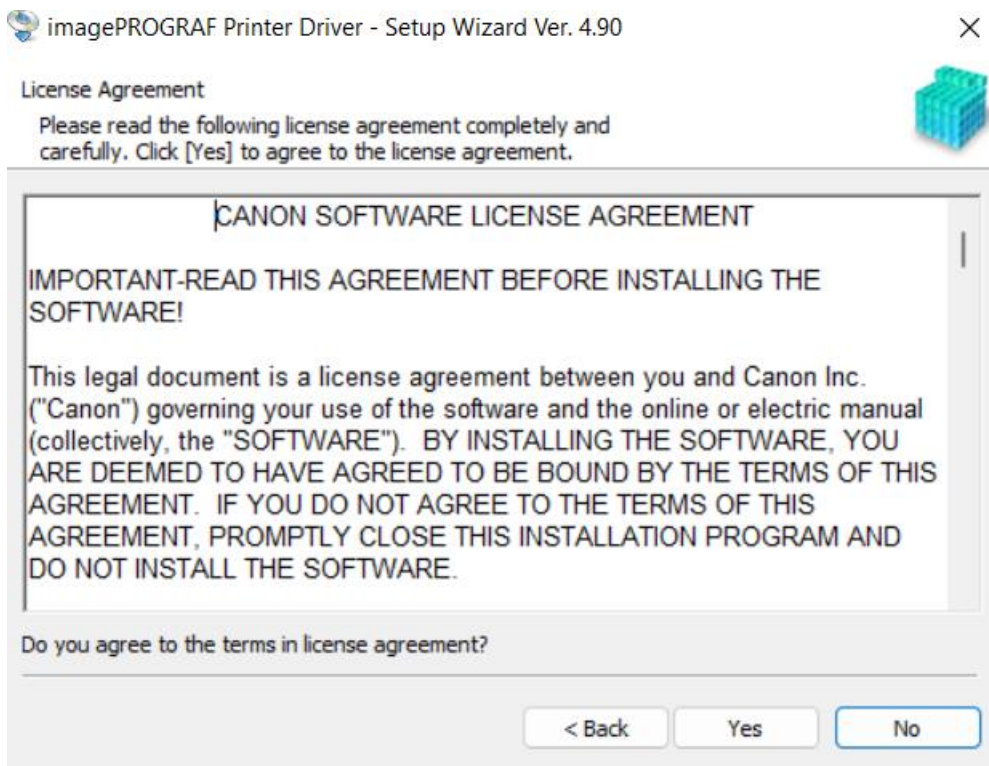 imagePROGRAF Printer Driver - Setup Wizard Ver. 4.90
License Agreement
Please read the following license agreement completely and
carefully. Click [Yes] to agree to the license agreement.
CANON SOFTWARE LICENSE AGREEMENT
IMPORTANT-READ THIS AGREEMENT BEFORE INSTALLING THE
SOFTWARE!
This legal document is a license agreement between you and Canon Inc.
("Canon") governing your use of the software and the online or electric manual
(collectively, the "SOFTWARE").  BY INSTALLING THE SOFTWARE, YOU
ARE DEEMED TO HAVE AGREED TO BE BOUND BY THE TERMS OF THIS
AGREEMENT.  IF YOU DO NOT AGREE TO THE TERMS OF THIS
AGREEMENT, PROMPTLY CLOSE THIS INSTALLATION PROGRAM AND
DO NOT INSTALL THE SOFTWARE.
Do you agree to the terms in license agreement?
< Back Yes No